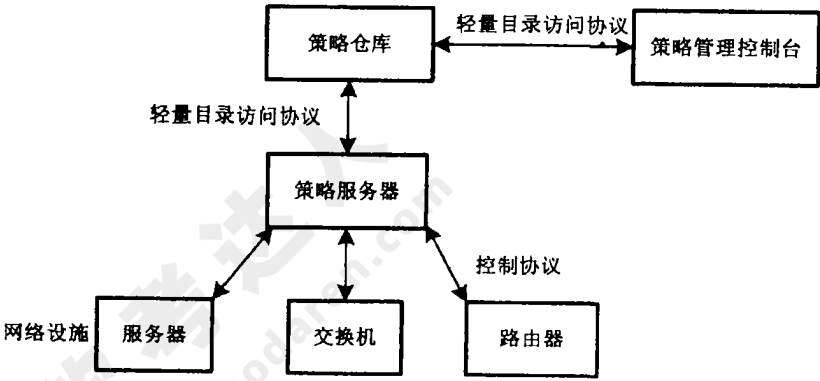 轻量目录访问协议
策略仓库
策略管理控制台
轻量目录访问协议
策略服务器
控制协议
网络设施
服务器
交换机
路由器